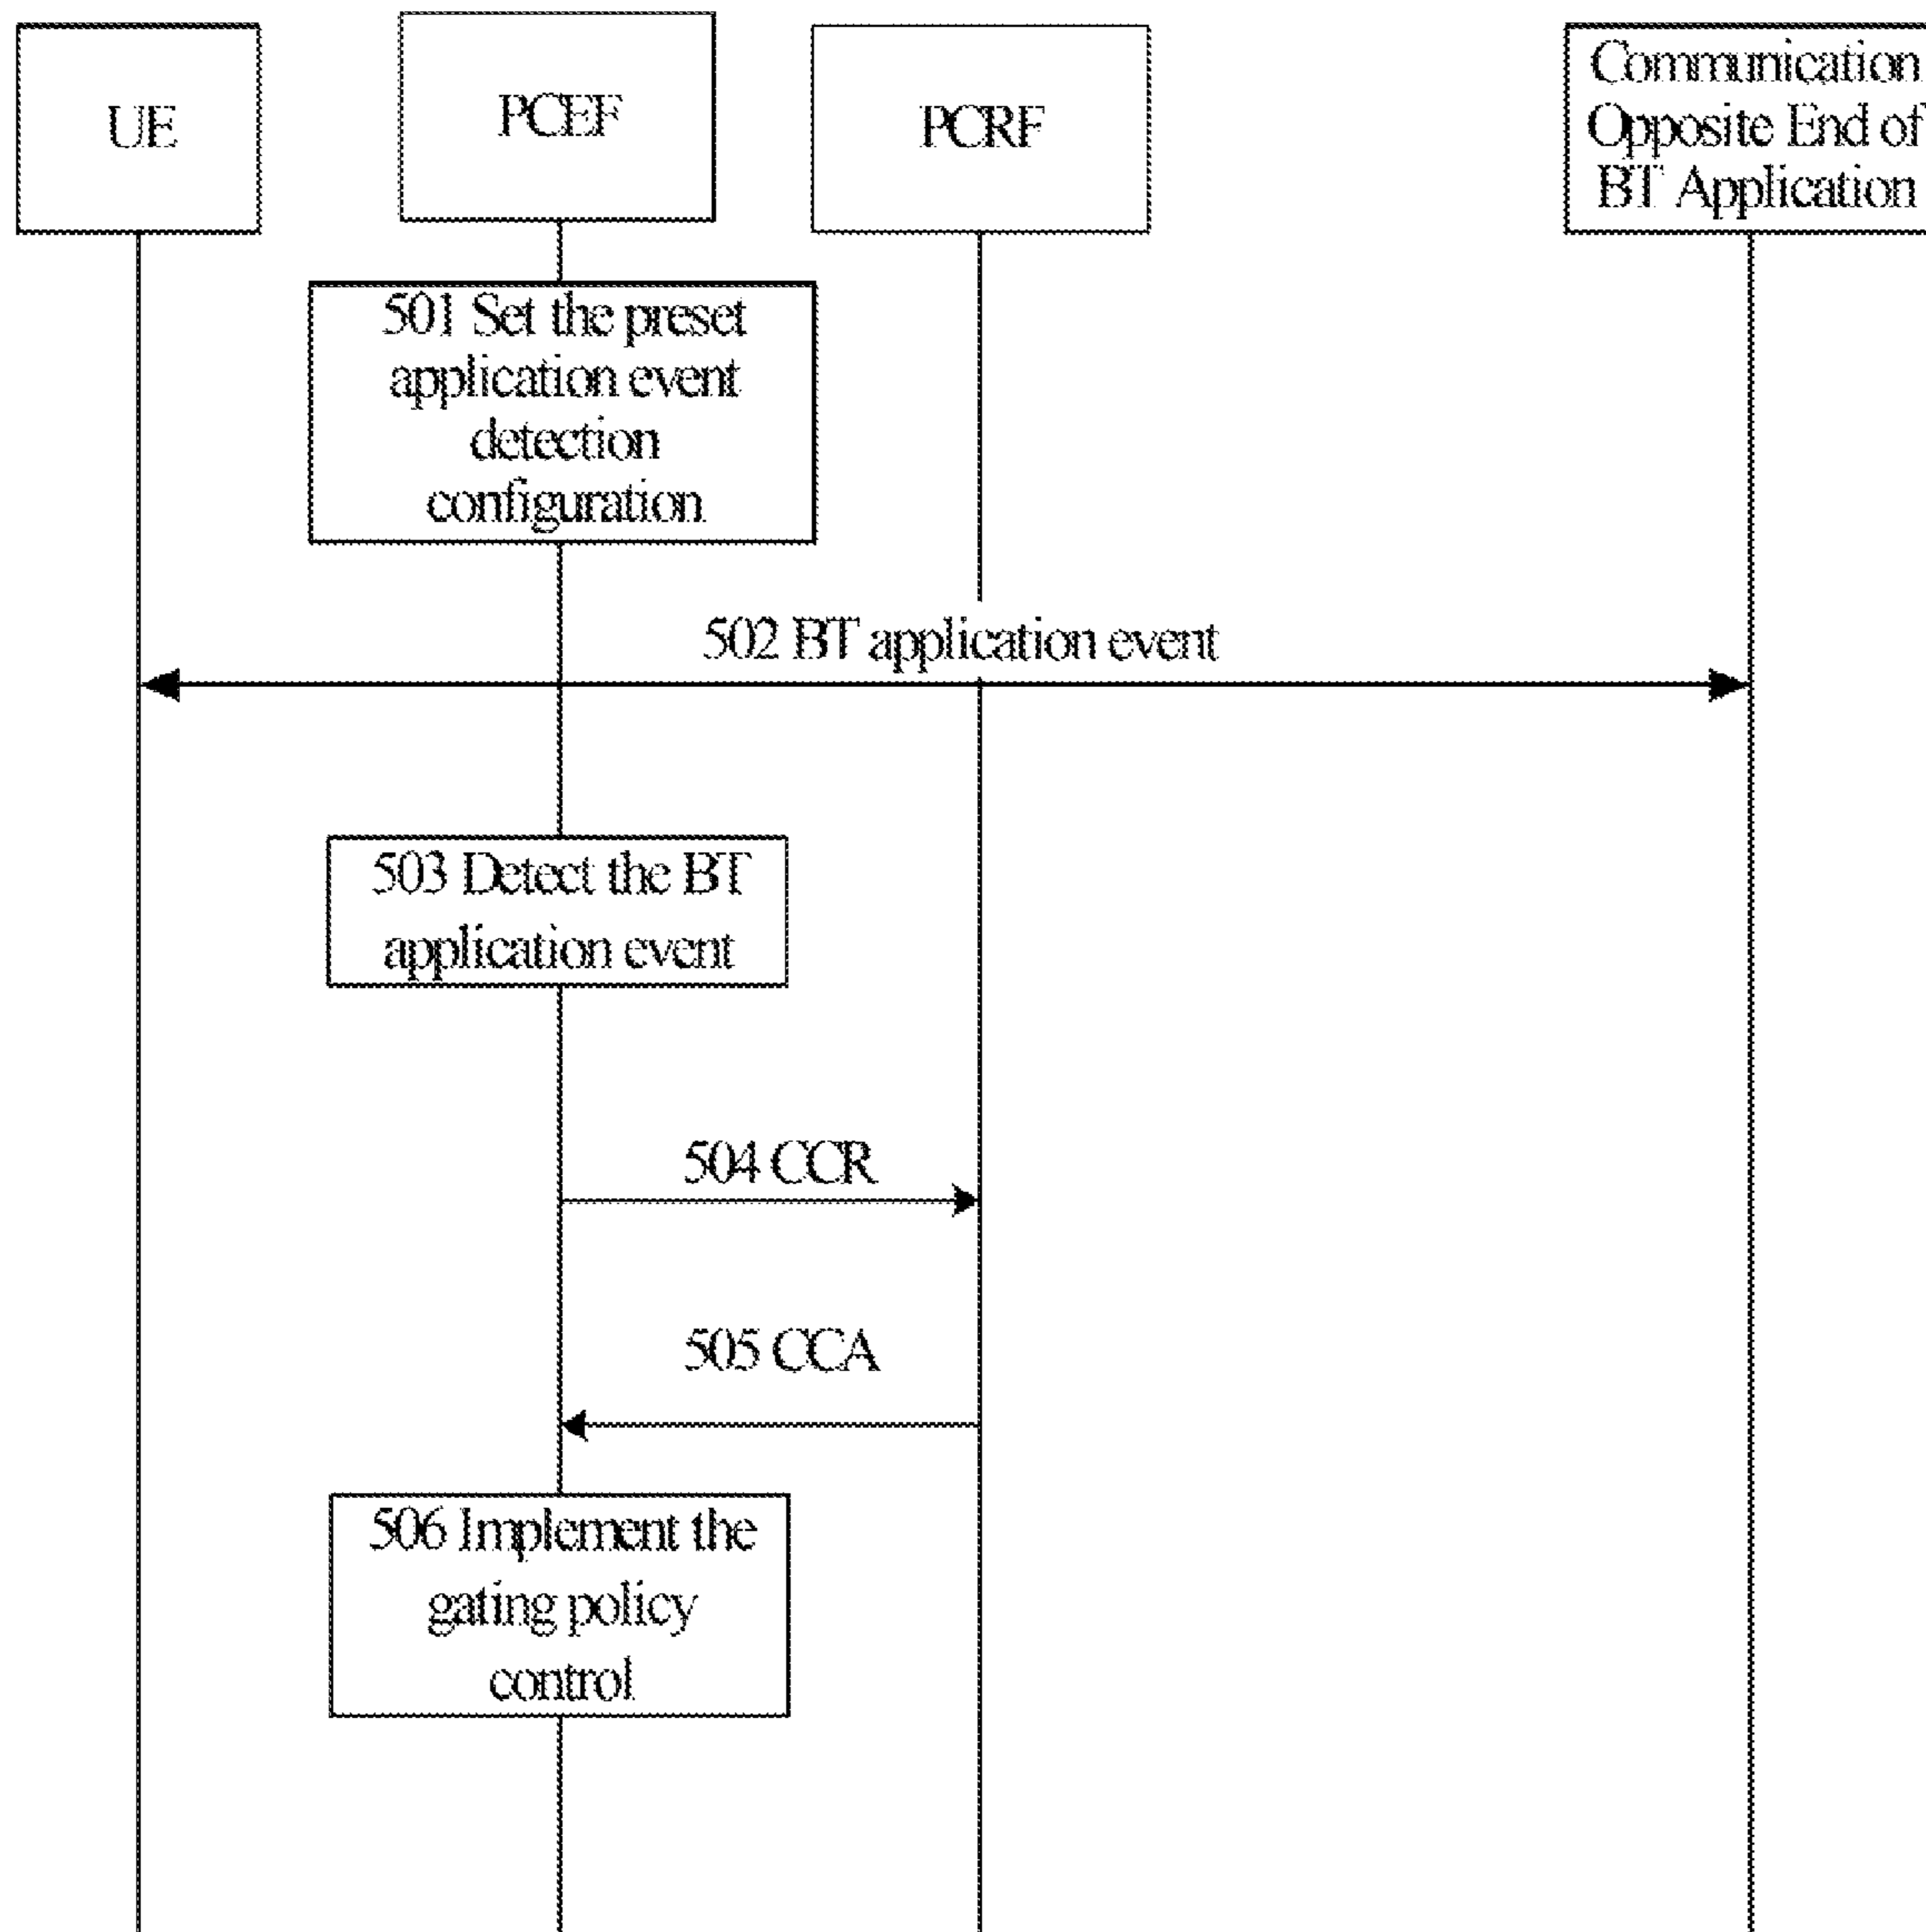 UE
PCEF
PCRF
Communication
Opposite End of
BT Application
501 Set the preset
application event
detection
configuration
502 BT application event
503 Detect the BT
application event
504 CCR
505 CCA
506 Implement the
gating policy
control